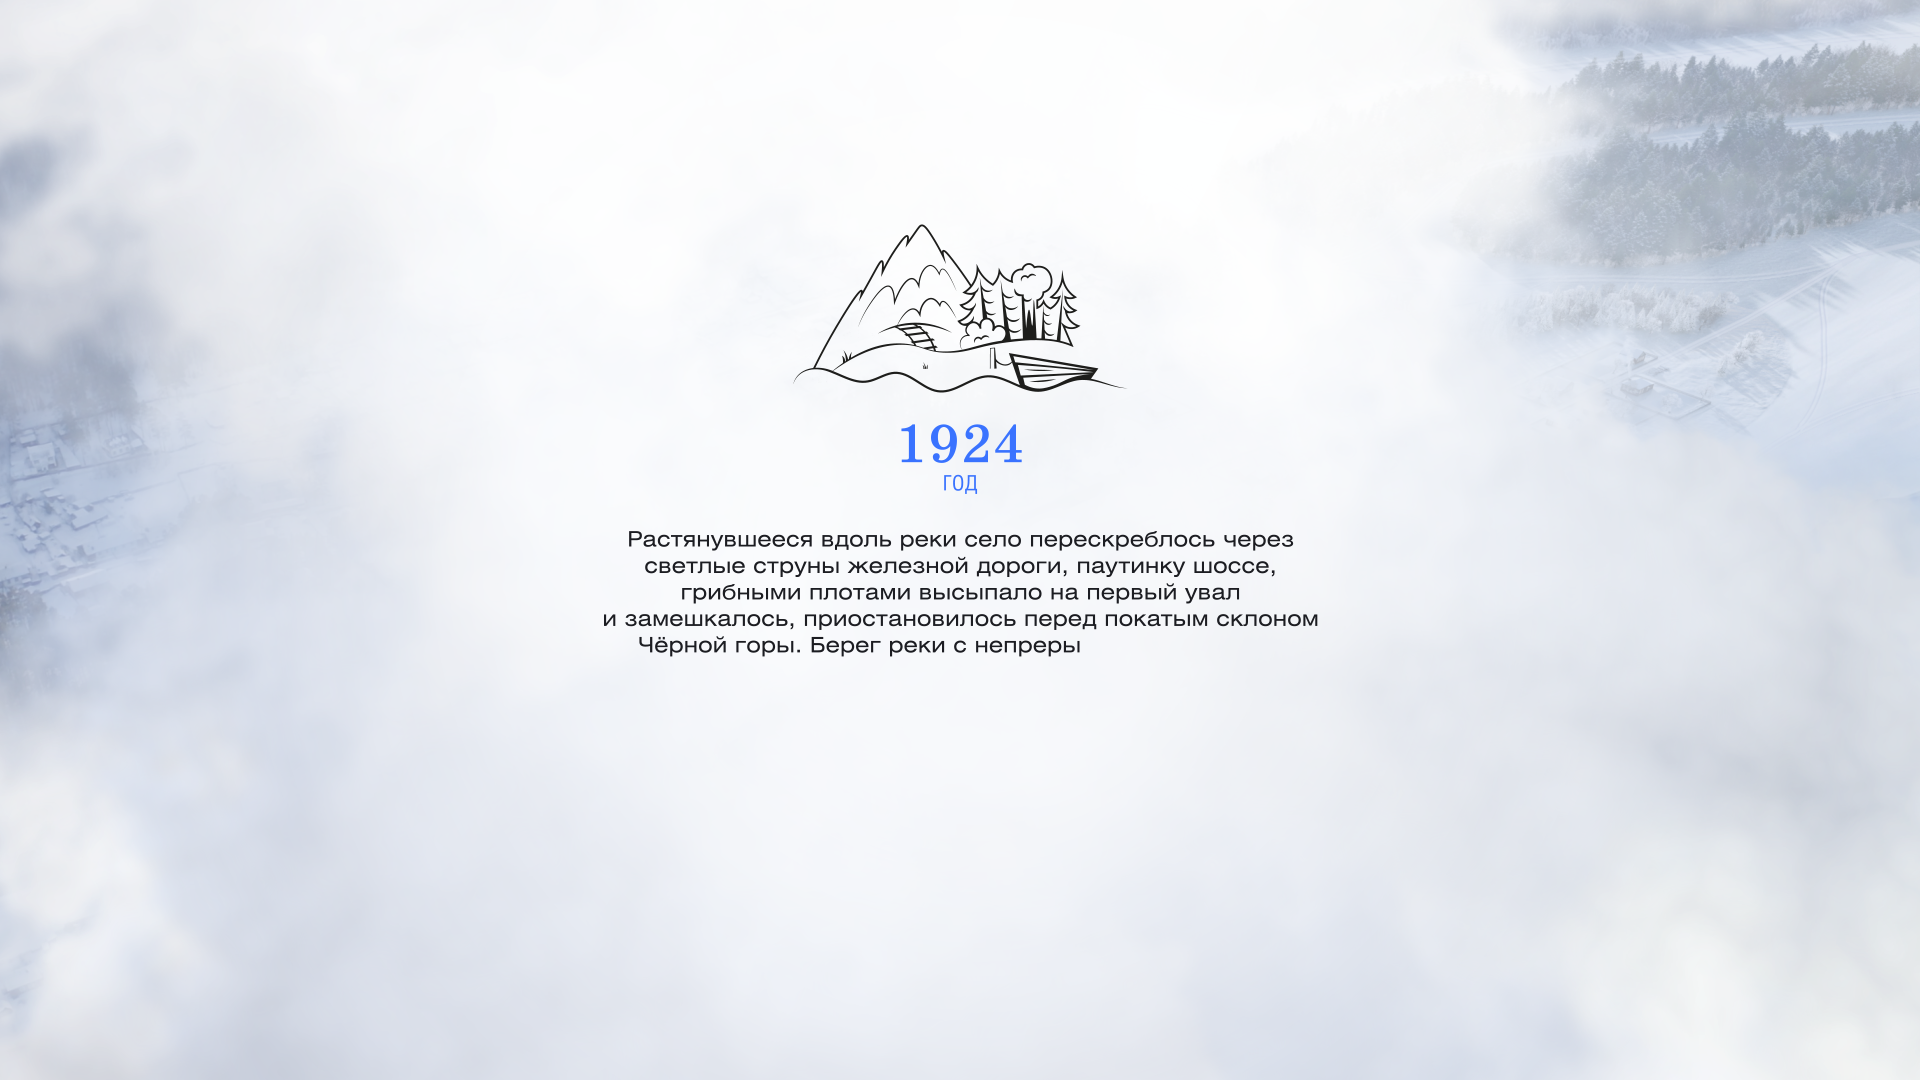 1924
ГОД
Растянувшееся вдоль реки село перескреблось через
светлые струны железной дороги, паутинку шоссе,
грибными плотами высыпало на первый увал
и замешкалось, приостановилось перед покатым склоном
Чёрной горы. Берег реки с непреры